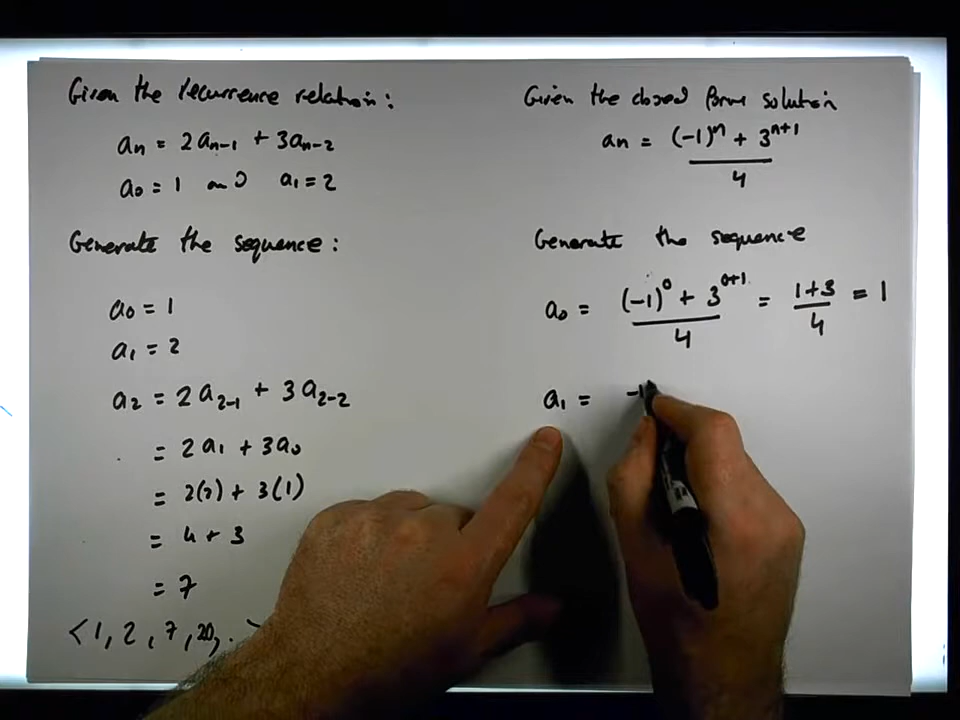 Given the recurrence relation:
aₙ = 2aₙ₋₁ + 3aₙ₋₂
a₀ = 1 and a₁ = 2
Generate the sequence:
a₀ = 1
a₁ = 2
a₂ = 2a₂₋₁ + 3a₂₋₂
= 2a₁ + 3a₀
= 2(2) + 3(1)
= 4 + 3
= 7
<1, 2, 7, 20, .
Given the closed form solution
an = (-1)ⁿ + 3ⁿ⁺¹
4
Generate the sequence
a₀ = (-1)⁰ + 3⁰⁺¹ = 1+3 = 1
4 4
a₁ = -1